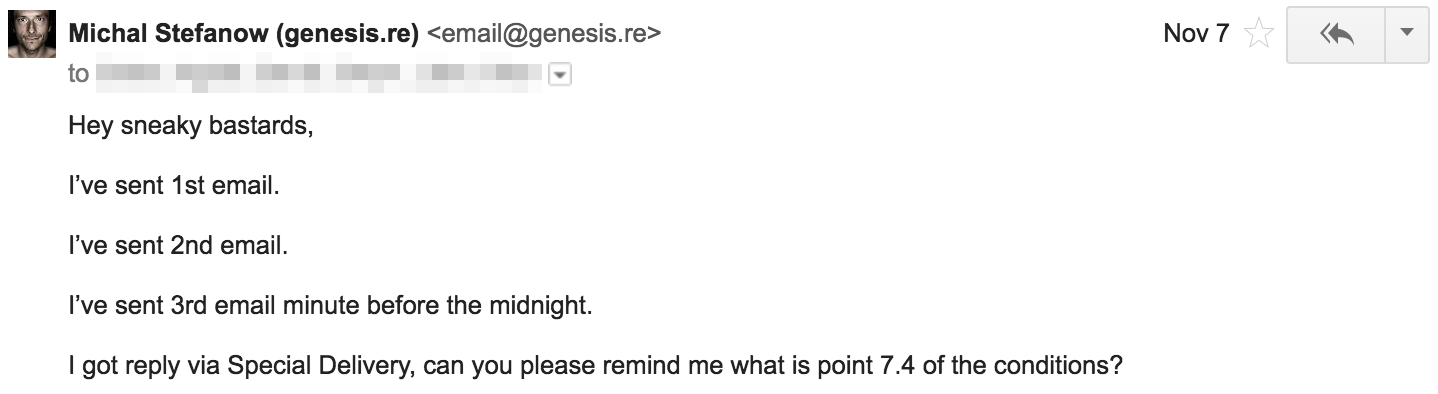 Michal Stefanow (genesis.re) <email@genesis.re>
Nov 7
to
Hey sneaky bastards,
I’ve sent 1st email.
I’ve sent 2nd email.
I’ve sent 3rd email minute before the midnight.
I got reply via Special Delivery, can you please remind me what is point 7.4 of the conditions?